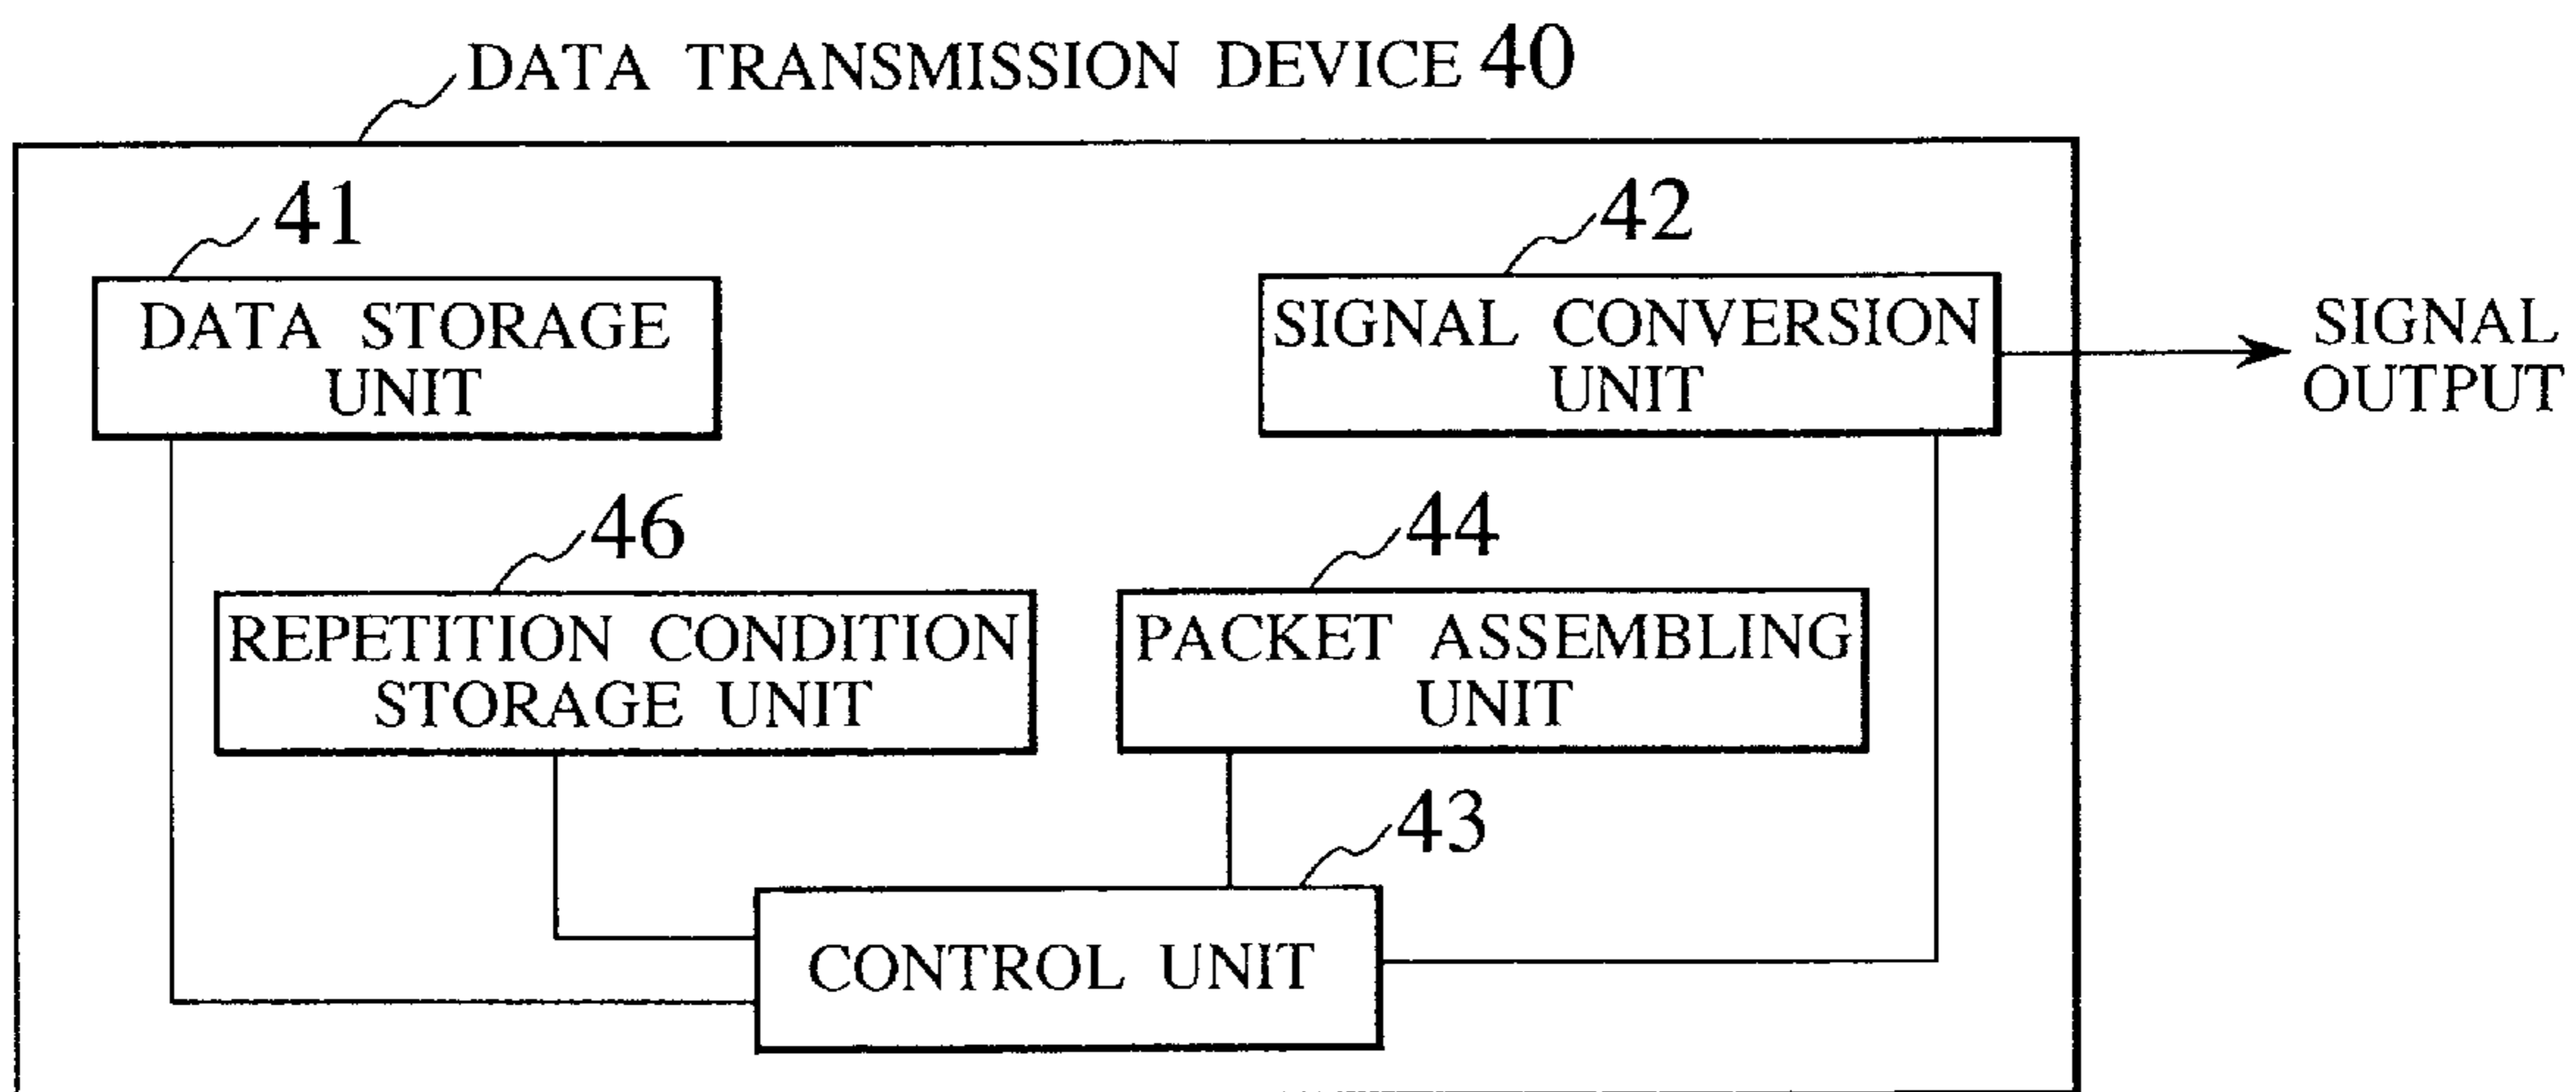 DATA TRANSMISSION DEVICE 40
41
DATA STORAGE
UNIT
42
SIGNAL CONVERSION
UNIT
SIGNAL
OUTPUT
46
REPETITION CONDITION
STORAGE UNIT
44
PACKET ASSEMBLING
UNIT
43
CONTROL UNIT